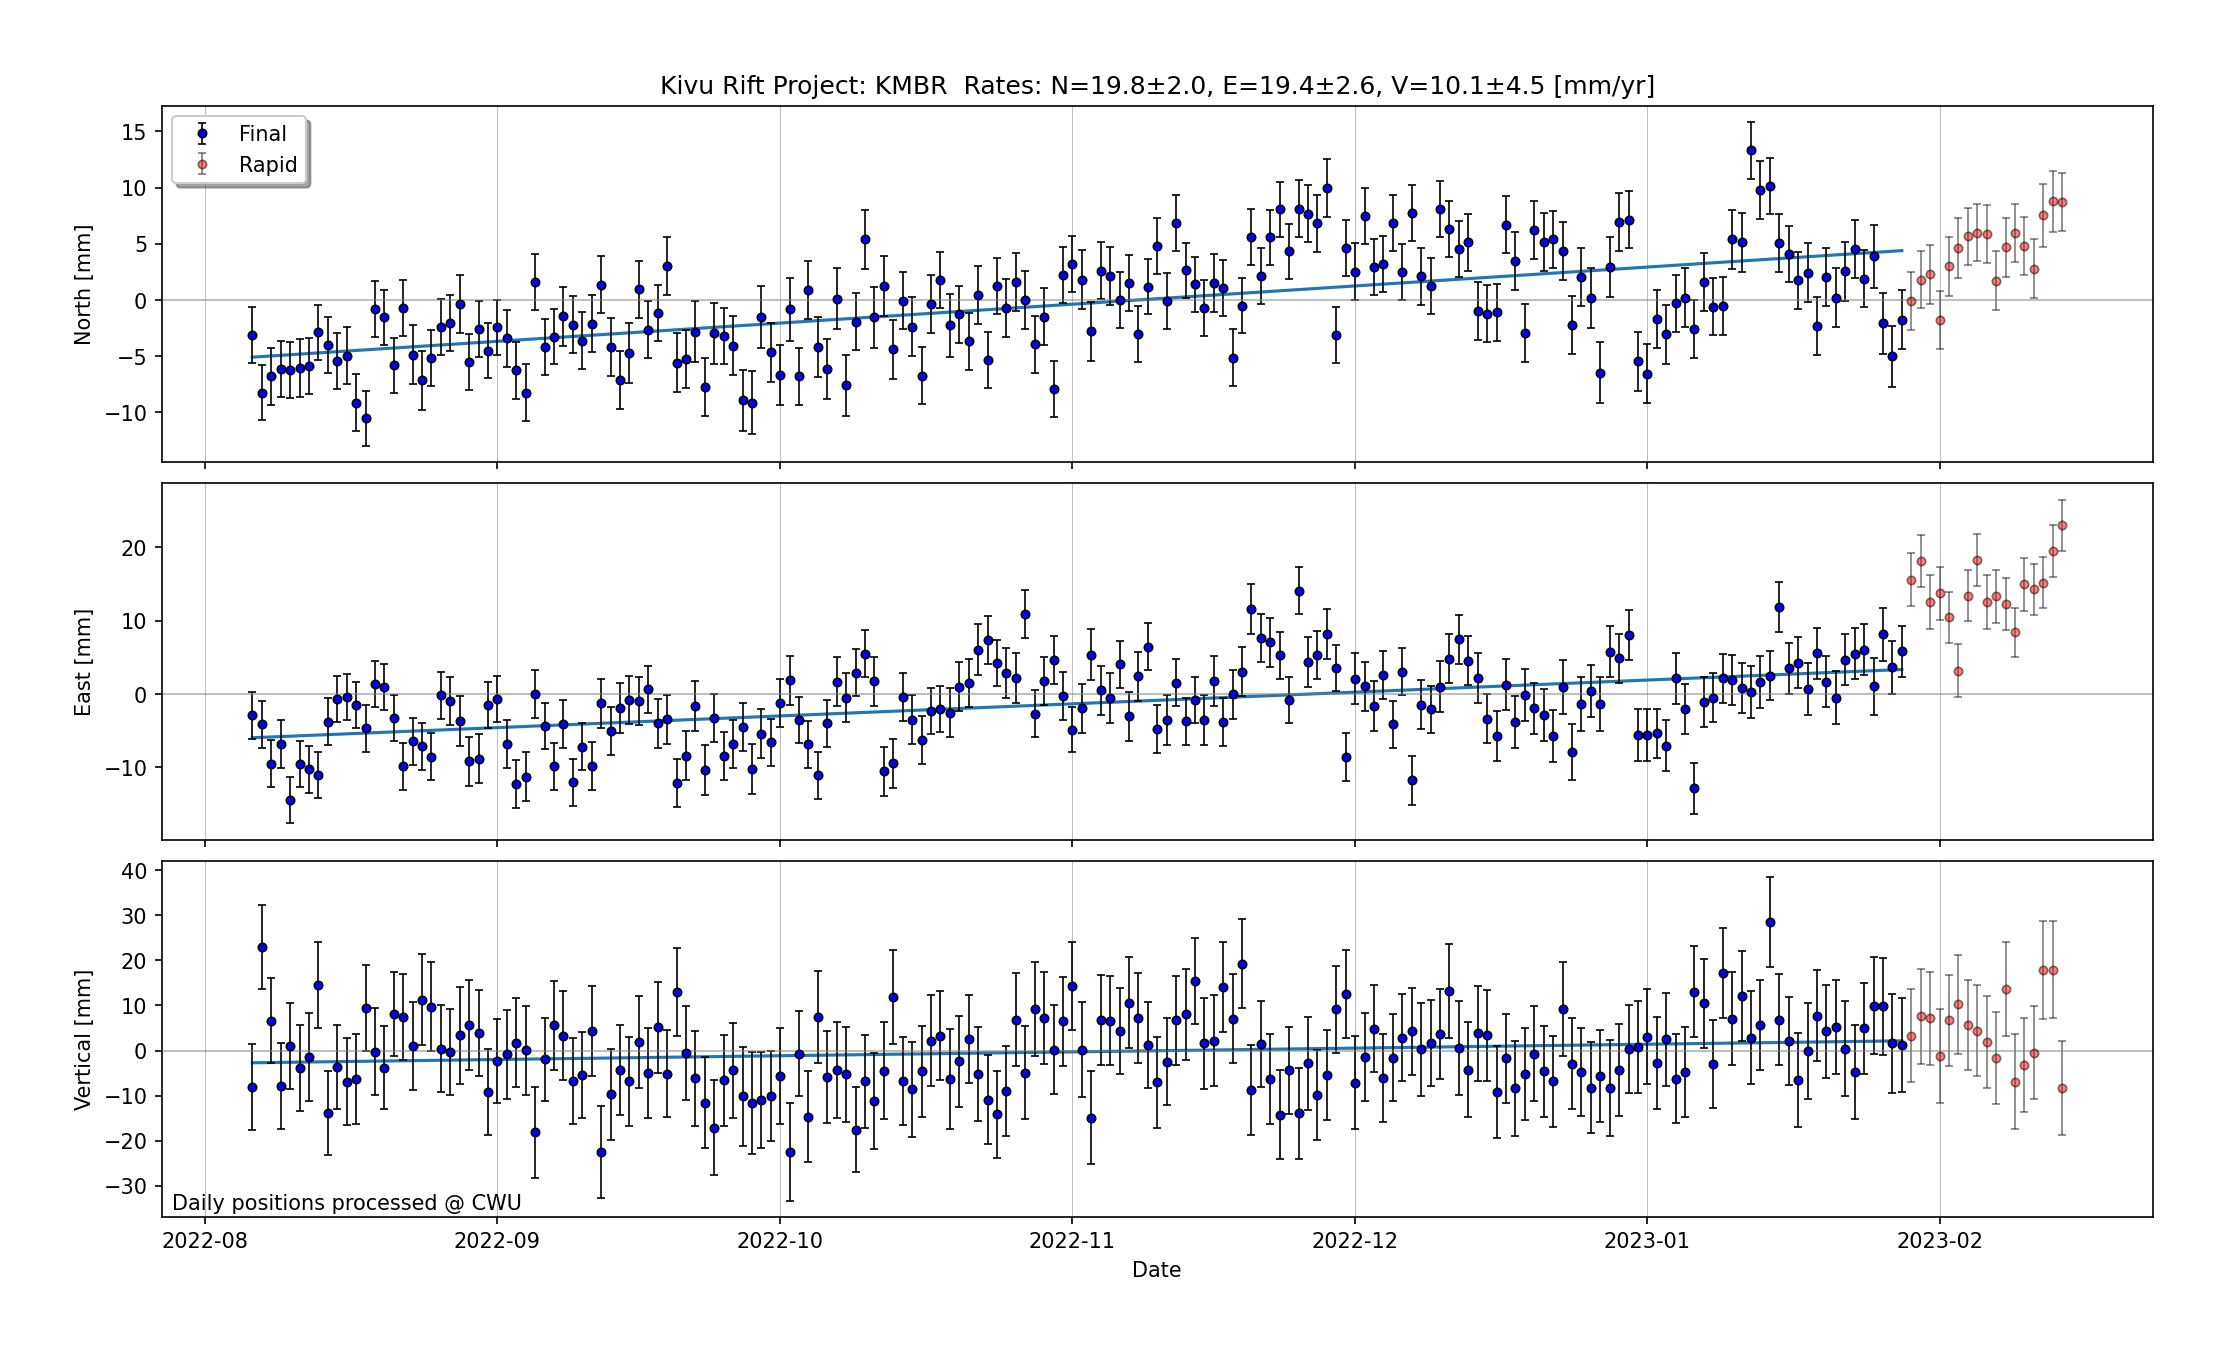 Kivu Rift Project: KMBR  Rates: N=19.8±2.0, E=19.4±2.6, V=10.1±4.5 [mm/yr]
Final
Rapid
North [mm]
15
10
5
0
−5
−10
East [mm]
20
10
0
−10
Vertical [mm]
40
30
20
10
0
−10
−20
−30
Daily positions processed @ CWU
2022-08 2022-09 2022-10 2022-11 2022-12 2023-01 2023-02
Date